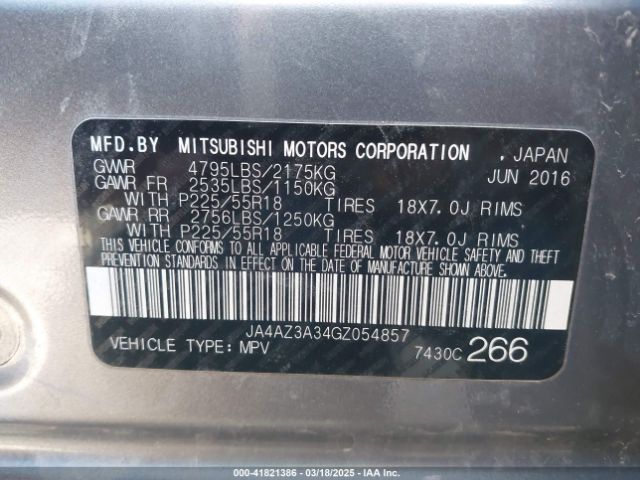 MFD.BY MITSUBISHI MOTORS CORPORATION , JAPAN
GVWR 4795LBS/2175KG JUN 2016
GAWR FR 2535LBS/1150KG
WITH P225/55R18 TIRES 18X7.0J RIMS
GAWR RR 2756LBS/1250KG
WITH P225/55R18 TIRES 18X7.0J RIMS
THIS VEHICLE CONFORMS TO ALL APPLICABLE FEDERAL MOTOR VEHICLE SAFETY AND THEFT
PREVENTION STANDARDS IN EFFECT ON THE DATE OF MANUFACTURE SHOWN ABOVE.
JA4AZ3A34GZ054857
VEHICLE TYPE: MPV 7430C 266
000-41821386 - 03/18/2025 - IAA Inc.